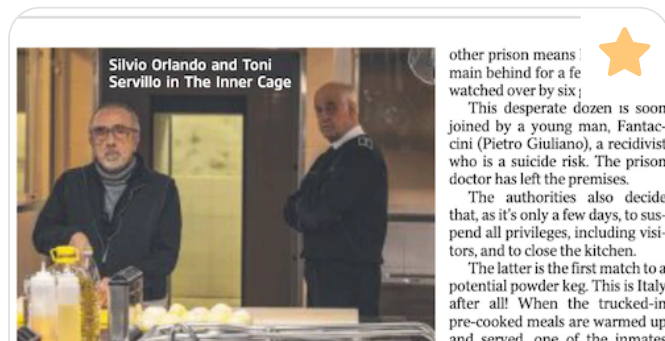 Silvio Orlando and Toni
Servillo in The Inner Cage
other prison means
main behind for a fe
watched over by six
This desperate dozen is soon
joined by a young man, Fantac-
cini (Pietro Giuliano), a recidivist
who is a suicide risk. The prison
doctor has left the premises.
The authorities also decide
that, as it's only a few days, to sus-
pend all privileges, including visi-
tors, and to close the kitchen.
The latter is the first match to a
potential powder keg. This is Italy
after all! When the trucked-in
pre-cooked meals are warmed up
and served, one of the inmates